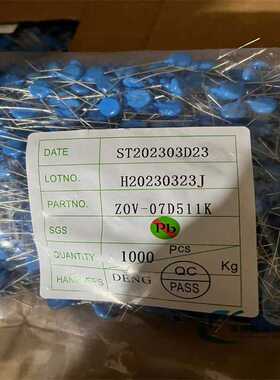 DATE ST202303D23
LOTNO. H20230323J
PARTNO. ZOV-07D511K
SGS Pb
QUANTITY 1000 Pcs
Kg
DENG QC
PASS